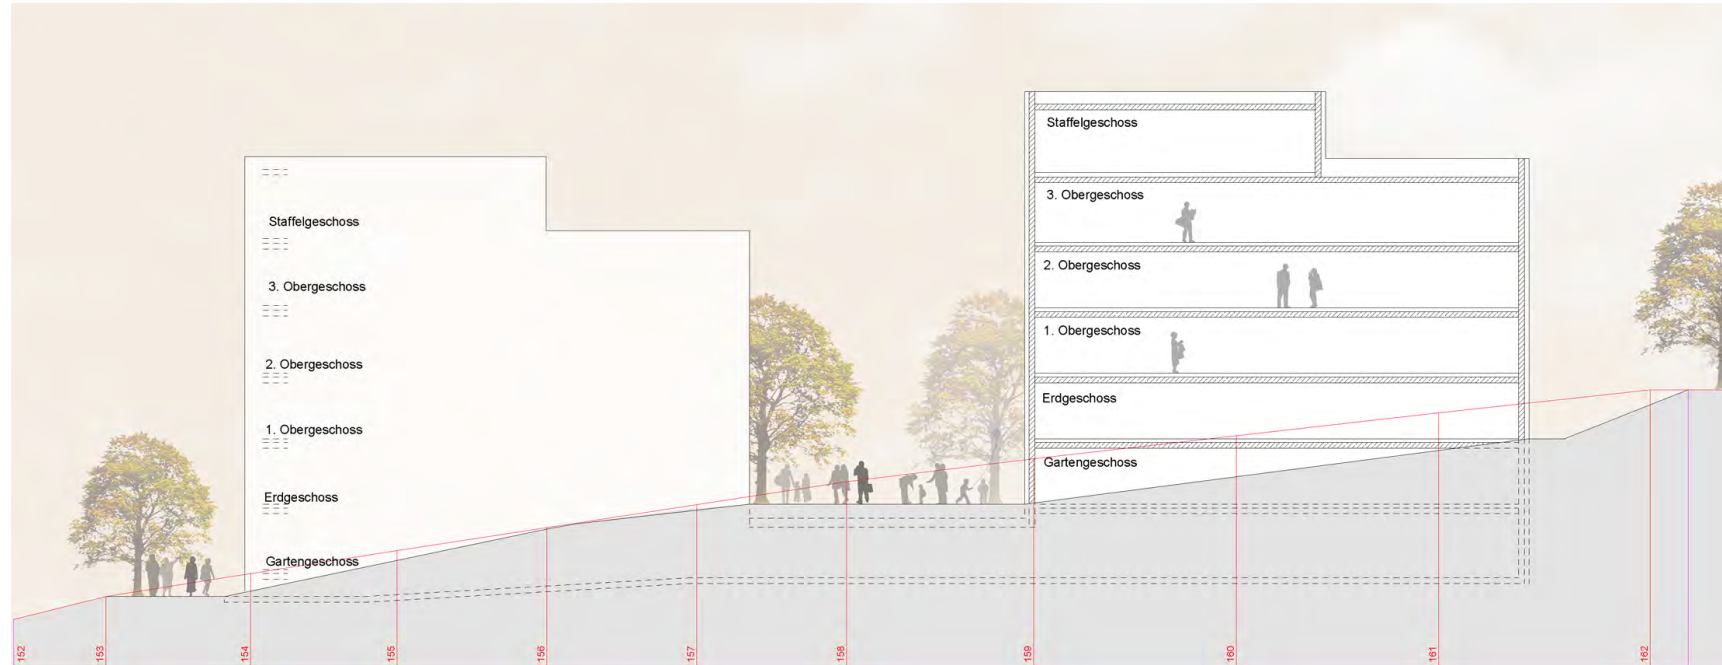 Staffelgeschoss
3. Obergeschoss
2. Obergeschoss
1. Obergeschoss
Erdgeschoss
Gartengeschoss
Staffelgeschoss
3. Obergeschoss
2. Obergeschoss
1. Obergeschoss
Erdgeschoss
Gartengeschoss
152
153
154
155
156
157
158
159
160
161
162